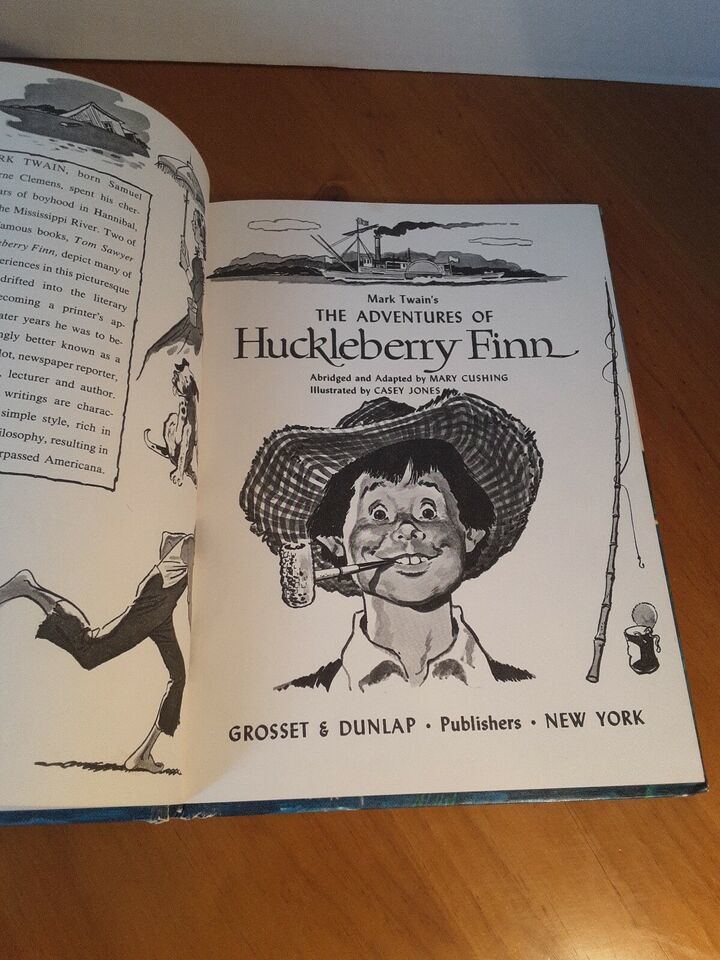 RK TWAIN, born Samuel
rne Clemens, spent his cher-
ars of boyhood in Hannibal,
he Mississippi River. Two of
famous books, Tom Sawyer
leberry Finn, depict many of
eriences in this picturesque
drifted into the literary
ecoming a printer's ap-
ater years he was to be-
ngly better known as a
lot, newspaper reporter,
, lecturer and author.
writings are charac-
simple style, rich in
ilosophy, resulting in
rpassed Americana.
Mark Twain's
THE ADVENTURES OF
Huckleberry Finn
Abridged and Adapted by MARY CUSHING
Illustrated by CASEY JONES
GROSSET & DUNLAP • Publishers • NEW YORK